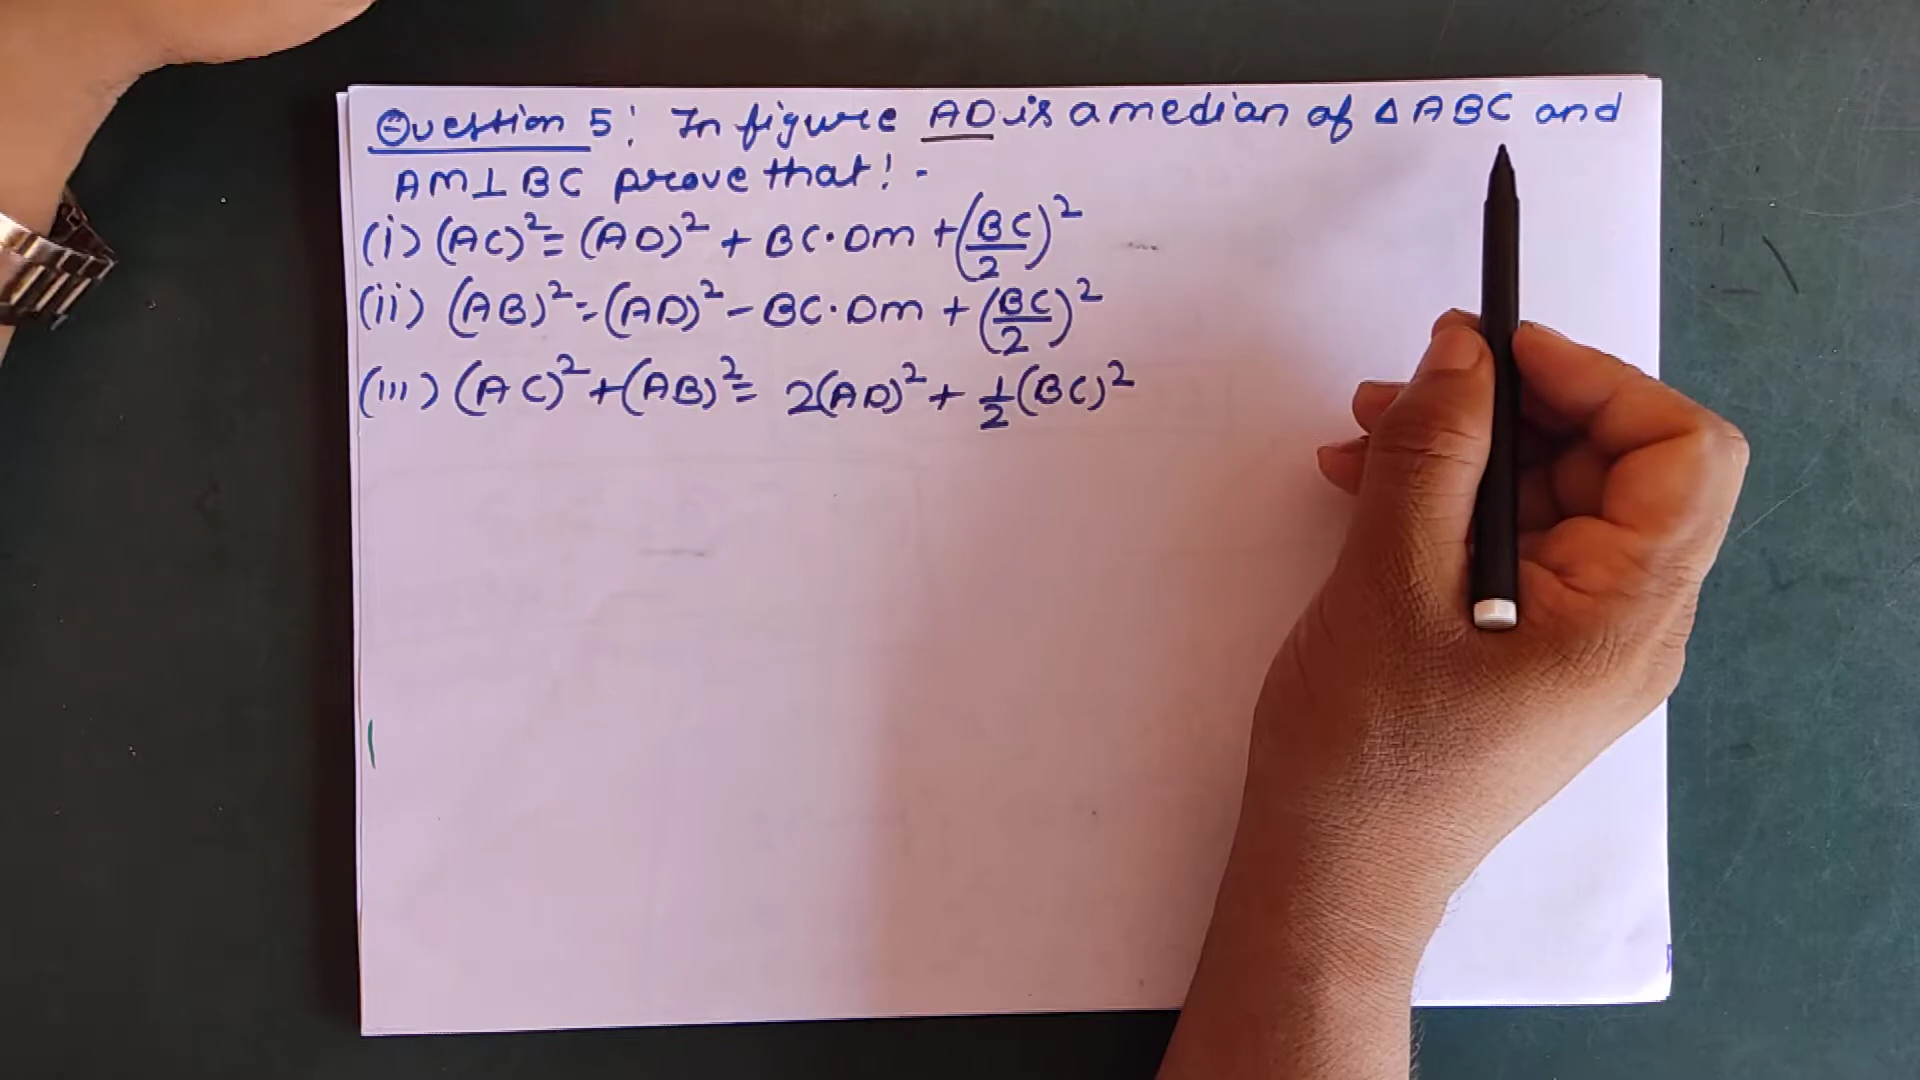 Question 5: In figure AD is a median of △ABC and
AM⊥BC prove that:-
(i) (AC)² = (AD)² + BC·DM + (BC/2)²
(ii) (AB)² = (AD)² - BC·DM + (BC/2)²
(iii) (AC)² + (AB)² = 2(AD)² + 1/2 (BC)²